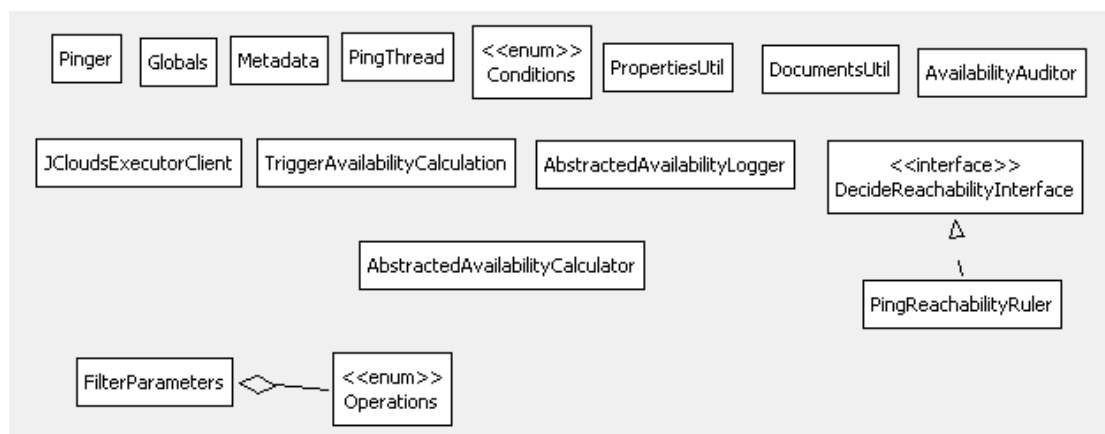 Pinger
Globals
Metadata
PingThread
<<enum>>
Conditions
PropertiesUtil
DocumentsUtil
AvailabilityAuditor
JCloudsExecutorClient
TriggerAvailabilityCalculation
AbstractedAvailabilityLogger
<<interface>>
DecideReachabilityInterface
AbstractedAvailabilityCalculator
PingReachabilityRuler
FilterParameters
<<enum>>
Operations